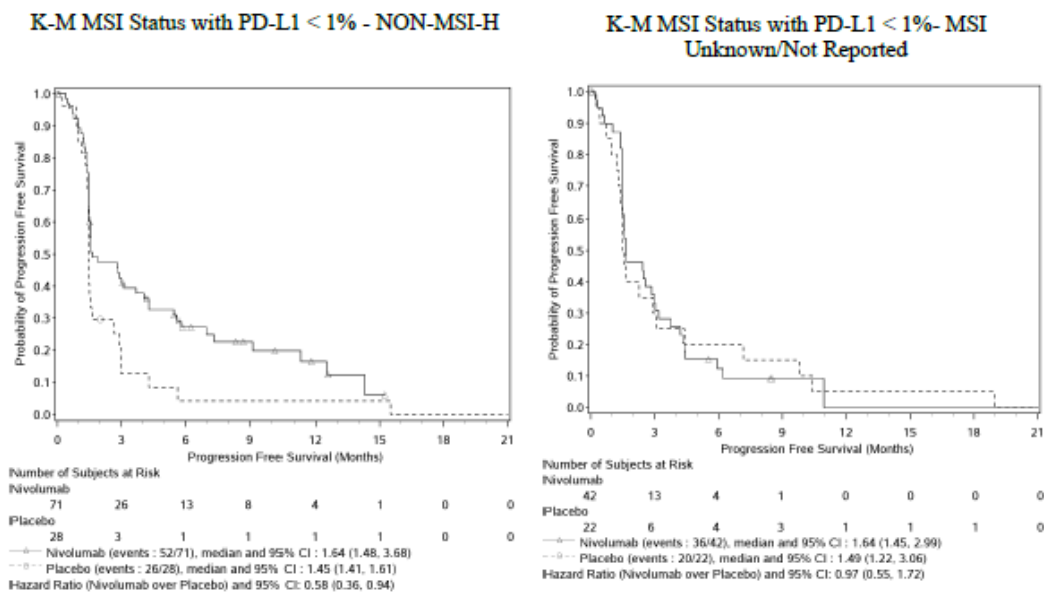 K-M MSI Status with PD-L1 < 1% - NON-MSI-H
1.0
0.9
0.8
0.7
0.6
0.5
0.4
0.3
0.2
0.1
0.0
Probability of Progression Free Survival
0 3 6 9 12 15 18 21
Progression Free Survival (Months)
Number of Subjects at Risk
Nivolumab
71 26 13 8 4 1 0 0
Placebo
28 3 1 1 1 1 0 0
Nivolumab (events : 52/71), median and 95% CI : 1.64 (1.48, 3.68)
Placebo (events : 26/28), median and 95% CI : 1.45 (1.41, 1.61)
Hazard Ratio (Nivolumab over Placebo) and 95% CI: 0.58 (0.36, 0.94)
K-M MSI Status with PD-L1 < 1%- MSI
Unknown/Not Reported
1.0
0.9
0.8
0.7
0.6
0.5
0.4
0.3
0.2
0.1
0.0
Probability of Progression Free Survival
0 3 6 9 12 15 18 21
Progression Free Survival (Months)
Number of Subjects at Risk
Nivolumab
42 13 4 1 0 0 0 0
Placebo
22 6 4 3 1 1 1 0
Nivolumab (events : 36/42), median and 95% CI : 1.64 (1.45, 2.99)
Placebo (events : 20/22), median and 95% CI : 1.49 (1.22, 3.06)
Hazard Ratio (Nivolumab over Placebo) and 95% CI: 0.97 (0.55, 1.72)